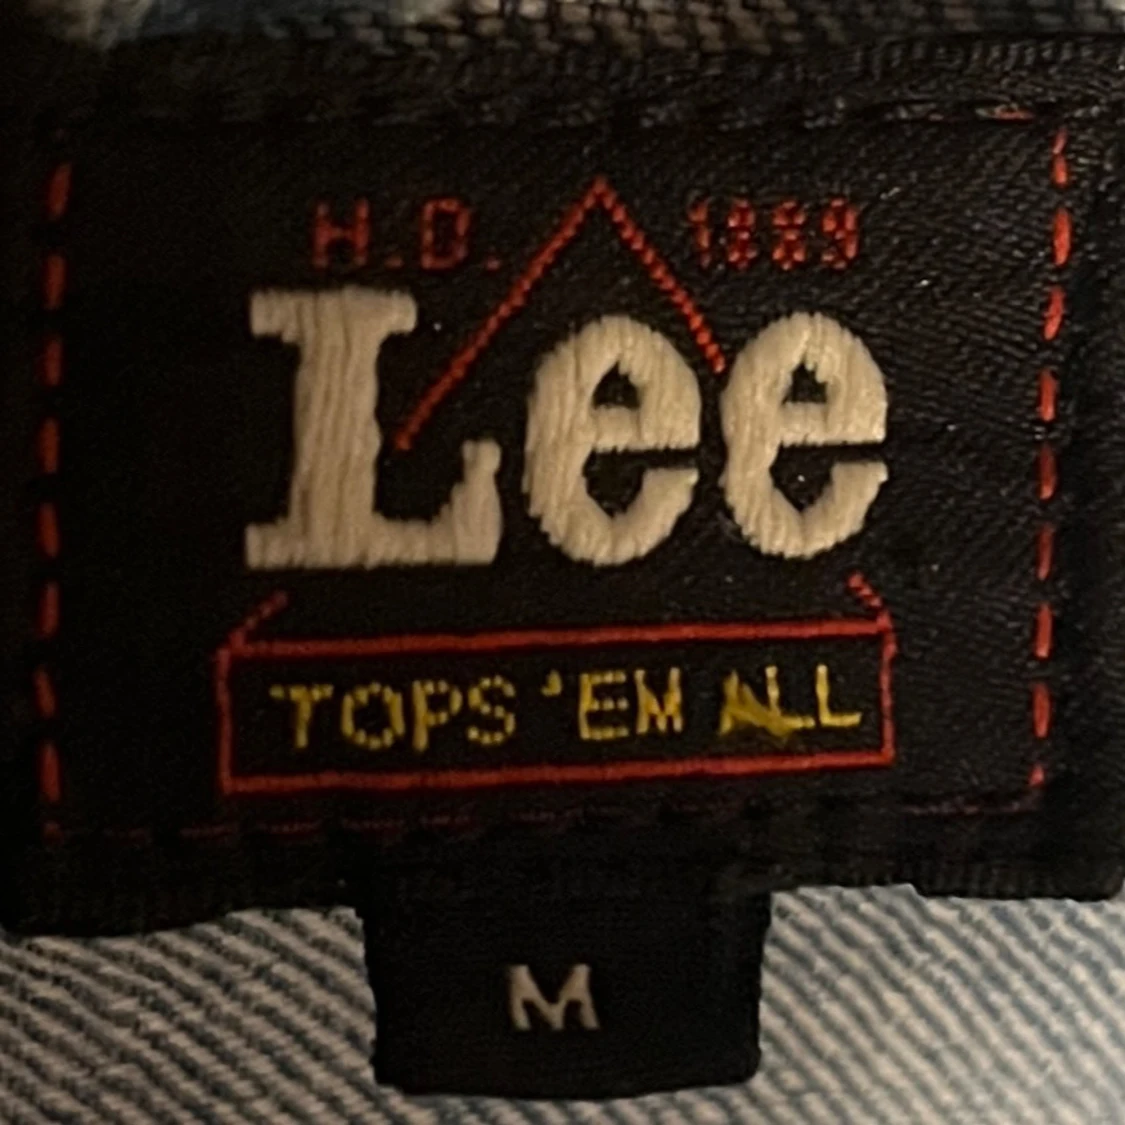 H.D. 1889
Lee
TOPS 'EM ALL
M